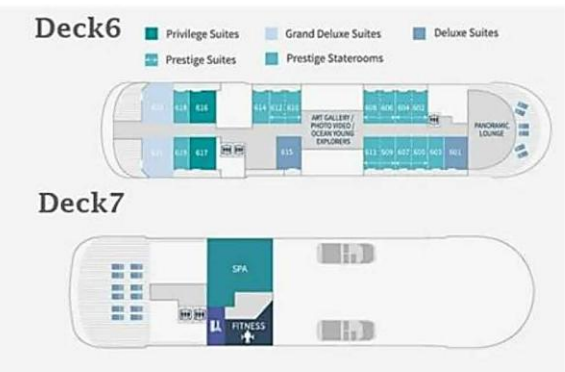 Deck6
Privilege Suites
Grand Deluxe Suites
Deluxe Suites
Prestige Suites
Prestige Staterooms
618 616
614 612 610
ART GALLERY /
PHOTO VIDEO /
OCEAN YOUNG
EXPLORERS
608 606 604 602
PANORAMIC
LOUNGE
619 617
615
611 609 607 605 603 601
Deck7
SPA
FITNESS